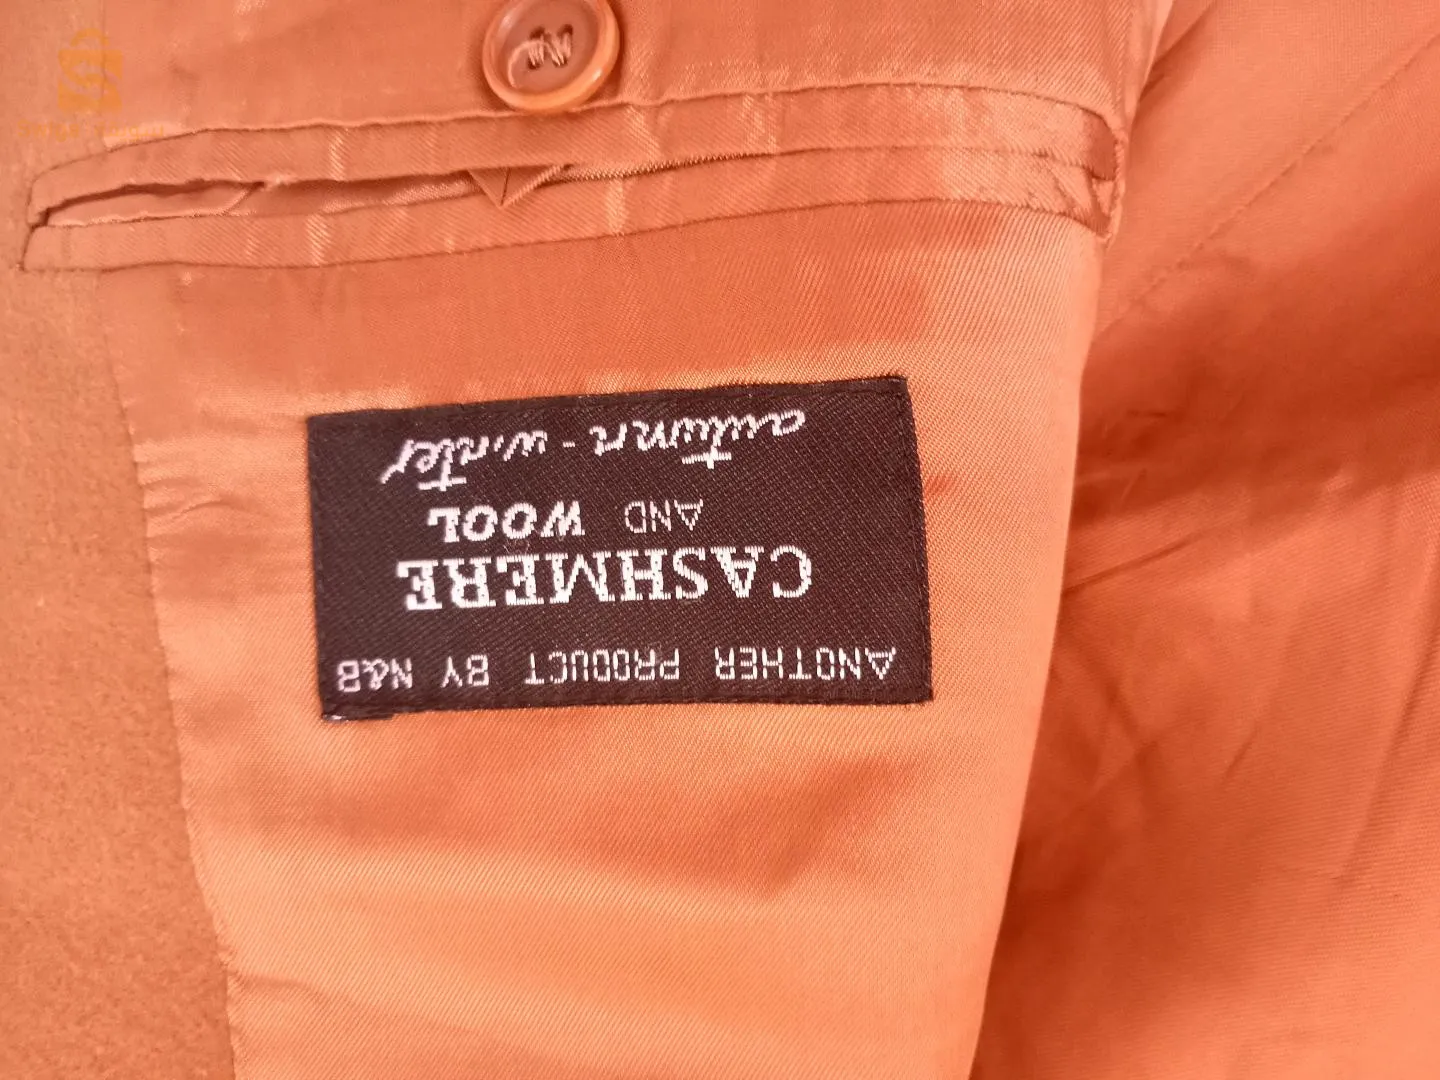 ANOTHER PRODUCT BY N&B
CASHMERE
AND WOOL
autumn-winter